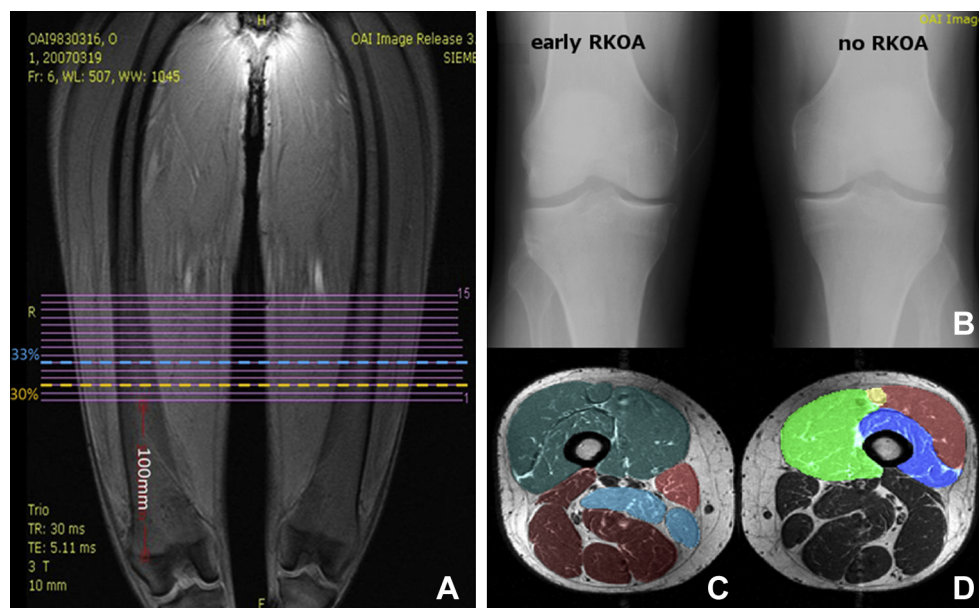 H
OAI9830316, O
1, 20070319
Fr: 6, WL: 507, WW: 1045
OAI Image Release 3.
SIEME
R
15
33%
30%
1
100mm
Trio
TR: 30 ms
TE: 5.11 ms
3 T
10 mm
F
A
OAI Image
early RKOA
no RKOA
B
C
D